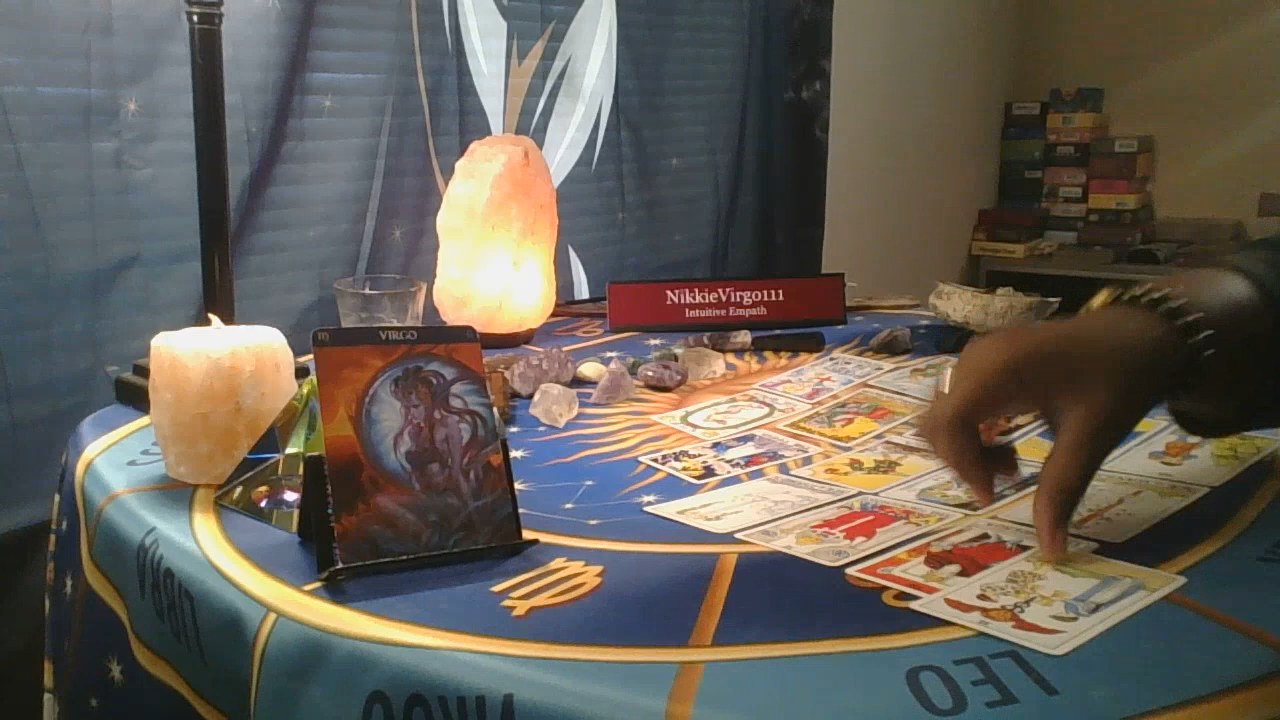 NikkieVirgo111
Intuitive Empath
♍ VIRGO
LIBRA
VIRGO
LEO